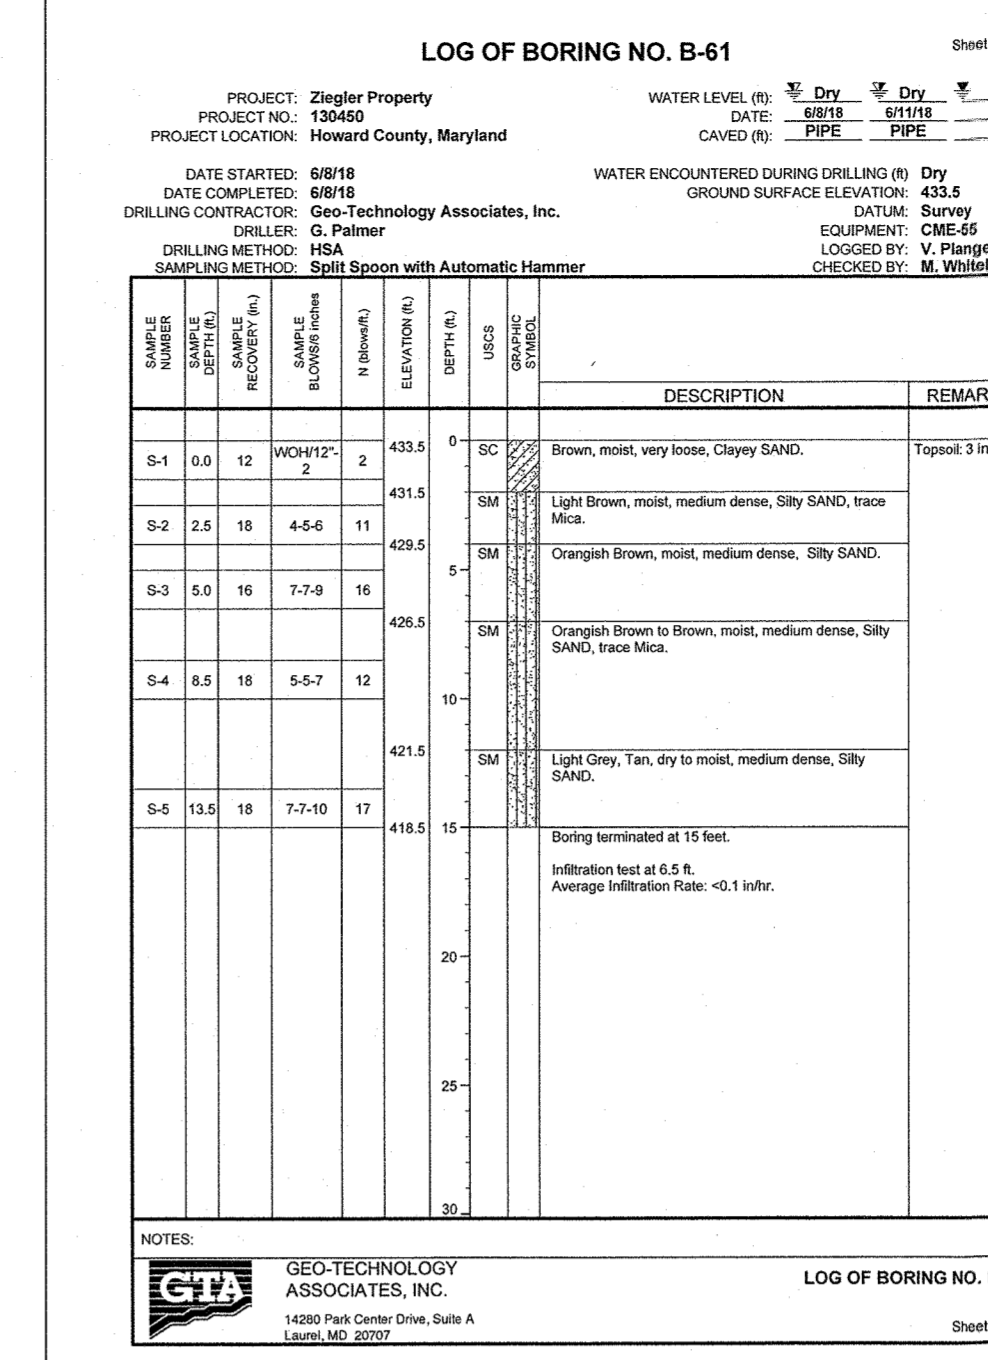 LOG OF BORING NO. B-61
Sheet
PROJECT: Ziegler Property
PROJECT NO.: 130450
PROJECT LOCATION: Howard County, Maryland
WATER LEVEL (ft): Dry Dry
DATE: 6/8/18 6/11/18
CAVED (ft): PIPE PIPE
DATE STARTED: 6/8/18
DATE COMPLETED: 6/8/18
DRILLING CONTRACTOR: Geo-Technology Associates, Inc.
DRILLER: G. Palmer
DRILLING METHOD: HSA
SAMPLING METHOD: Split Spoon with Automatic Hammer
WATER ENCOUNTERED DURING DRILLING (ft) Dry
GROUND SURFACE ELEVATION: 433.5
DATUM: Survey
EQUIPMENT: CME-55
LOGGED BY: V. Plange
CHECKED BY: M. Whitel
SAMPLE NUMBER
SAMPLE DEPTH (ft.)
SAMPLE RECOVERY (in.)
SAMPLE BLOWS/6 inches
N (blows/ft.)
ELEVATION (ft.)
DEPTH (ft.)
USCS
GRAPHIC SYMBOL
DESCRIPTION
REMAR
S-1 0.0 12 WOH/12"-2 2 433.5 0 SC Brown, moist, very loose, Clayey SAND. Topsoil: 3 in
431.5 SM Light Brown, moist, medium dense, Silty SAND, trace
Mica.
S-2 2.5 18 4-5-6 11
429.5 SM Orangish Brown, moist, medium dense, Silty SAND.
5
S-3 5.0 16 7-7-9 16
426.5 SM Orangish Brown to Brown, moist, medium dense, Silty
SAND, trace Mica.
S-4 8.5 18 5-5-7 12
10
421.5 SM Light Grey, Tan, dry to moist, medium dense, Silty
SAND.
S-5 13.5 18 7-7-10 17
418.5 15
Boring terminated at 15 feet.
Infiltration test at 6.5 ft.
Average Infiltration Rate: <0.1 in/hr.
20
25
30
NOTES:
GTA
GEO-TECHNOLOGY
ASSOCIATES, INC.
14280 Park Center Drive, Suite A
Laurel, MD 20707
LOG OF BORING NO.
Sheet